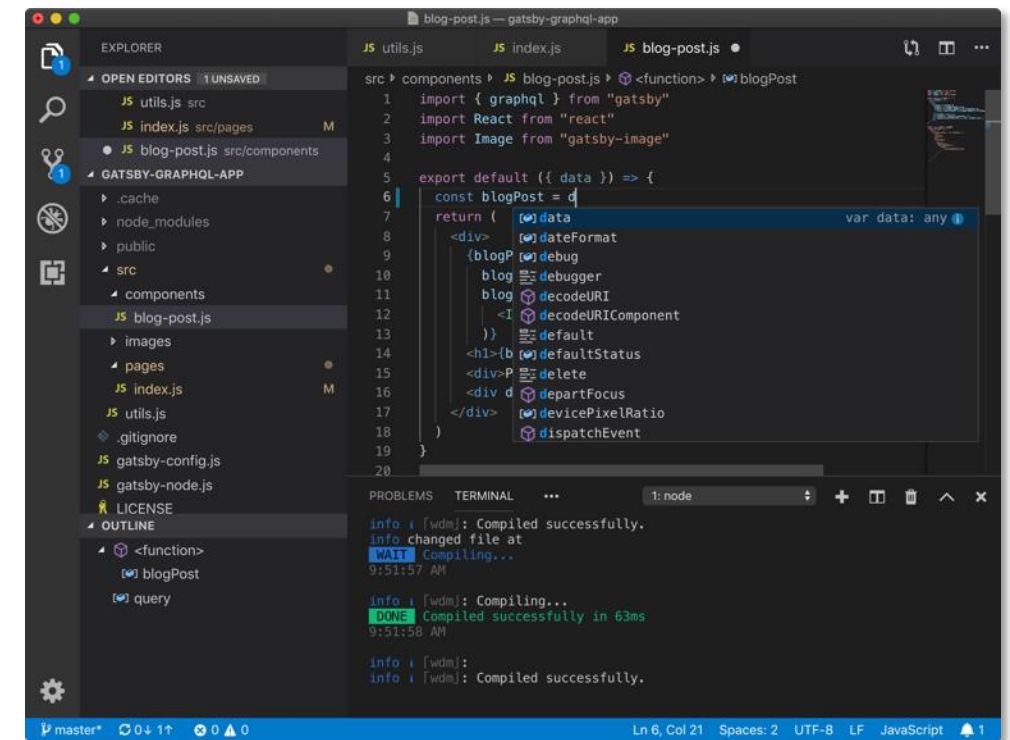 blog-post.js — gatsby-graphql-app
EXPLORER
OPEN EDITORS 1 UNSAVED
JS utils.js src
JS index.js src/pages M
JS blog-post.js src/components
GATSBY-GRAPHQL-APP
.cache
node_modules
public
src
components
JS blog-post.js
images
pages
JS index.js M
JS utils.js
.gitignore
JS gatsby-config.js
JS gatsby-node.js
LICENSE
OUTLINE
<function>
blogPost
query
1
1
JS utils.js JS index.js JS blog-post.js
src components JS blog-post.js <function> blogPost
1 import { graphql } from "gatsby"
2 import React from "react"
3 import Image from "gatsby-image"
4
5 export default ({ data }) => {
6 const blogPost = d
7 return (
8 <div>
9 {blogP
10 blog
11 blog
12 <I
13 )}
14 <h1>{b
15 <div>P
16 <div d
17 </div>
18 )
19 }
20
data var data: any
dateFormat
debug
debugger
decodeURI
decodeURIComponent
default
defaultStatus
delete
departFocus
devicePixelRatio
dispatchEvent
PROBLEMS TERMINAL ••• 1: node
info ｢wdm｣: Compiled successfully.
info changed file at
WAIT Compiling...
9:51:57 AM
info ｢wdm｣: Compiling...
DONE Compiled successfully in 63ms
9:51:58 AM
info ｢wdm｣:
info ｢wdm｣: Compiled successfully.
master* 0↓ 1↑ 0 0 Ln 6, Col 21 Spaces: 2 UTF-8 LF JavaScript 1